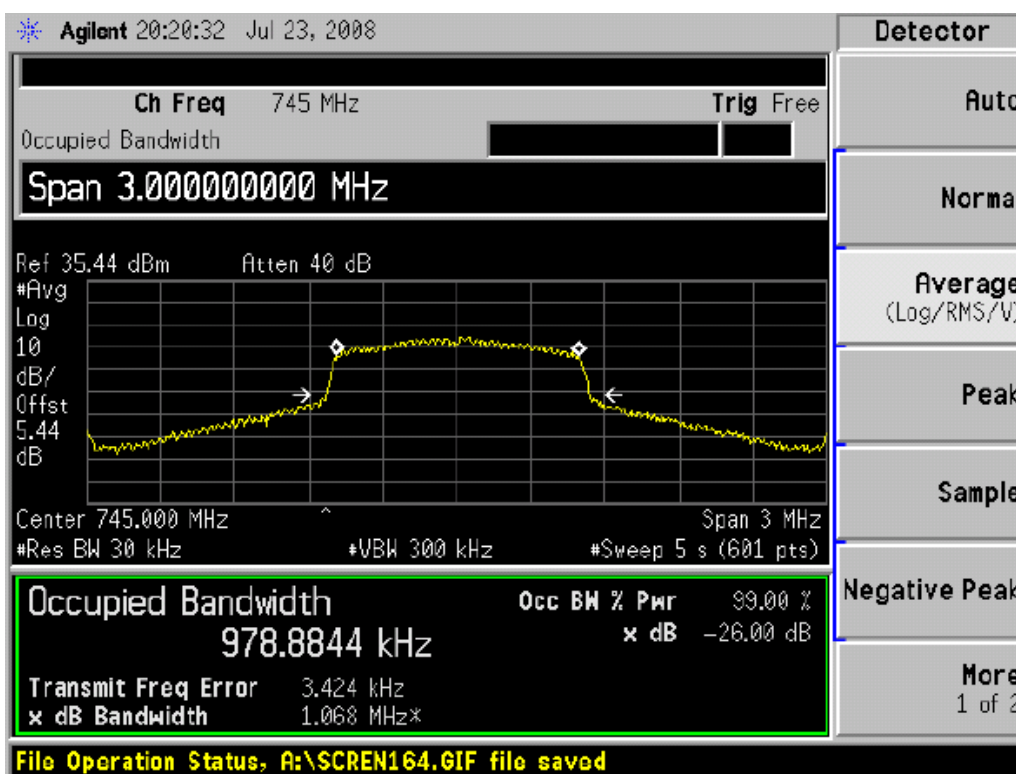 Agilent 20:20:32 Jul 23, 2008
Detector
Ch Freq 745 MHz
Trig Free
Occupied Bandwidth
Span 3.000000000 MHz
Ref 35.44 dBm Atten 40 dB
#Avg
Log
10
dB/
Offst
5.44
dB
Center 745.000 MHz ^ Span 3 MHz
#Res BW 30 kHz #VBW 300 kHz #Sweep 5 s (601 pts)
Occupied Bandwidth
978.8844 kHz
Occ BW % Pwr 99.00 %
x dB -26.00 dB
Transmit Freq Error 3.424 kHz
x dB Bandwidth 1.068 MHz*
File Operation Status, A:\SCREN164.GIF file saved
Auto
Norma
Average
(Log/RMS/V)
Peak
Sample
Negative Peak
More
1 of 2